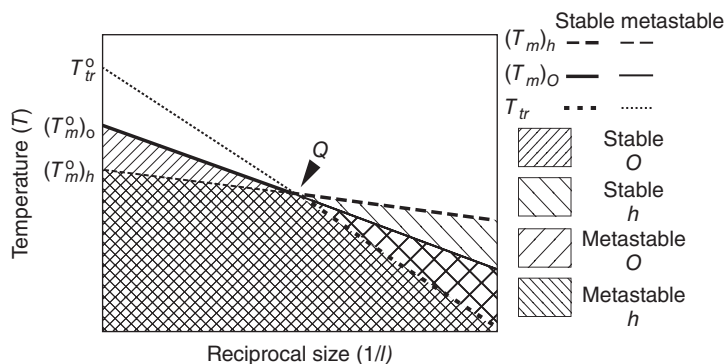 Stable metastable
(T_m)_h
(T_m)_O
T_tr
T°_tr
(T°_m)_o
(T°_m)_h
Q
Temperature (T)
Reciprocal size (1/l)
Stable
O
Stable
h
Metastable
O
Metastable
h